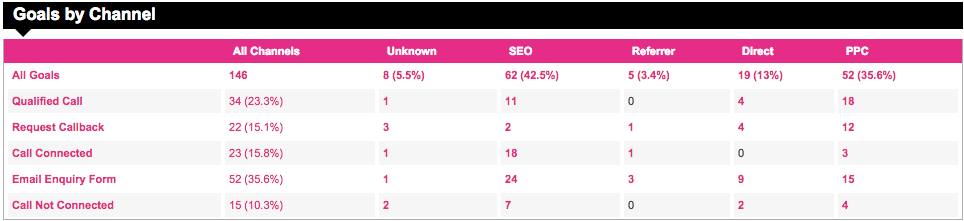 Goals by Channel
All Channels Unknown SEO Referrer Direct PPC
All Goals 146 8 (5.5%) 62 (42.5%) 5 (3.4%) 19 (13%) 52 (35.6%)
Qualified Call 34 (23.3%) 1 11 0 4 18
Request Callback 22 (15.1%) 3 2 1 4 12
Call Connected 23 (15.8%) 1 18 1 0 3
Email Enquiry Form 52 (35.6%) 1 24 3 9 15
Call Not Connected 15 (10.3%) 2 7 0 2 4